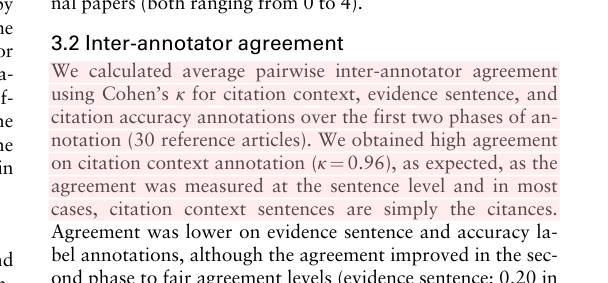 nal papers (both ranging from 0 to 4).
3.2 Inter-annotator agreement
We calculated average pairwise inter-annotator agreement
using Cohen's κ for citation context, evidence sentence, and
citation accuracy annotations over the first two phases of an-
notation (30 reference articles). We obtained high agreement
on citation context annotation (κ = 0.96), as expected, as the
agreement was measured at the sentence level and in most
cases, citation context sentences are simply the citances.
Agreement was lower on evidence sentence and accuracy la-
bel annotations, although the agreement improved in the sec-
ond phase to fair agreement levels (evidence sentence: 0.20 in